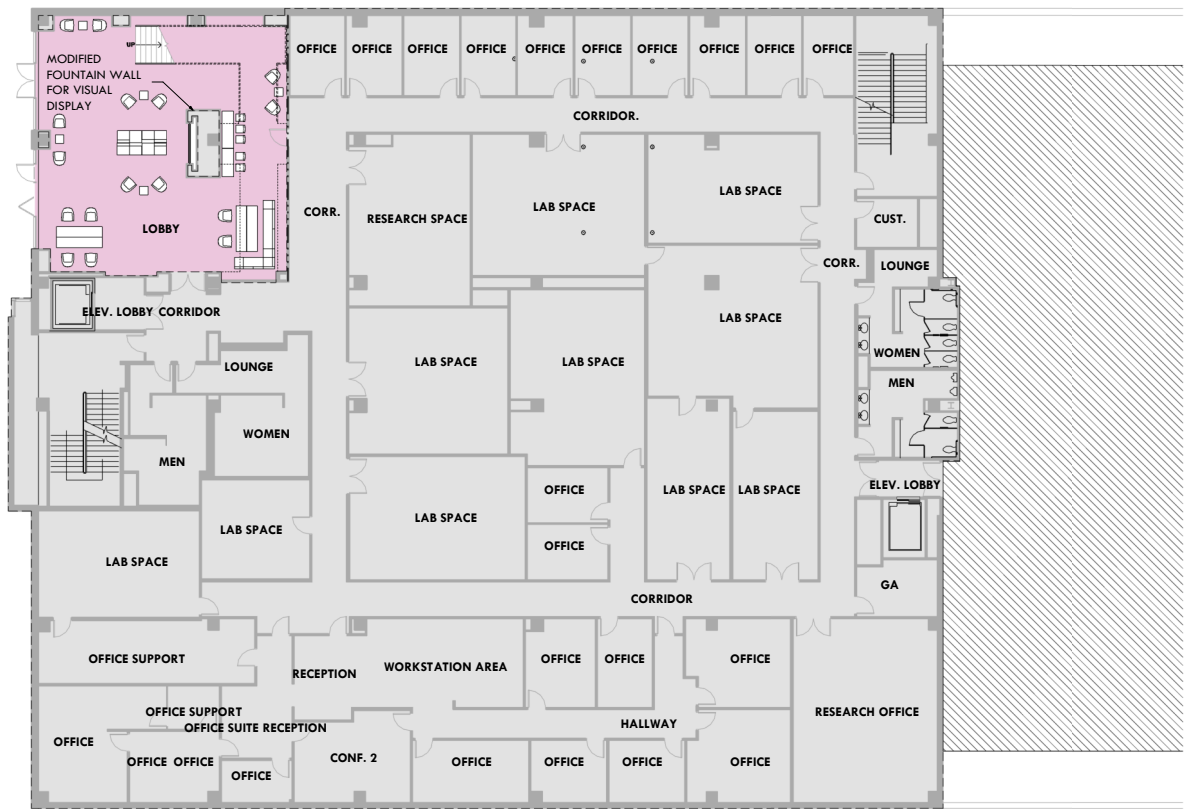 UP
MODIFIED
FOUNTAIN WALL
FOR VISUAL
DISPLAY
OFFICE
OFFICE
OFFICE
OFFICE
OFFICE
OFFICE
OFFICE
OFFICE
OFFICE
OFFICE
CORRIDOR.
LOBBY
CORR.
RESEARCH SPACE
LAB SPACE
LAB SPACE
CUST.
CORR.
LOUNGE
ELEV. LOBBY CORRIDOR
LAB SPACE
LAB SPACE
LAB SPACE
WOMEN
LOUNGE
MEN
WOMEN
MEN
OFFICE
ELEV. LOBBY
LAB SPACE
LAB SPACE
LAB SPACE
LAB SPACE
OFFICE
LAB SPACE
GA
CORRIDOR
OFFICE SUPPORT
RECEPTION
WORKSTATION AREA
OFFICE
OFFICE
OFFICE
OFFICE SUPPORT
OFFICE SUITE RECEPTION
HALLWAY
RESEARCH OFFICE
OFFICE
OFFICE
OFFICE
OFFICE
CONF. 2
OFFICE
OFFICE
OFFICE
OFFICE